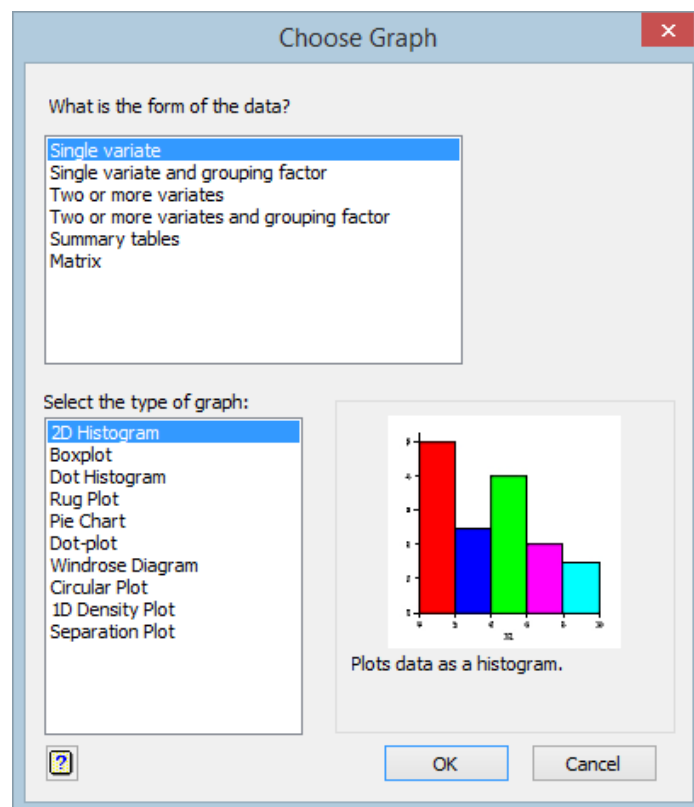 Choose Graph
What is the form of the data?
Single variate
Single variate and grouping factor
Two or more variates
Two or more variates and grouping factor
Summary tables
Matrix
Select the type of graph:
2D Histogram
Boxplot
Dot Histogram
Rug Plot
Pie Chart
Dot-plot
Windrose Diagram
Circular Plot
1D Density Plot
Separation Plot
Plots data as a histogram.
?
OK
Cancel